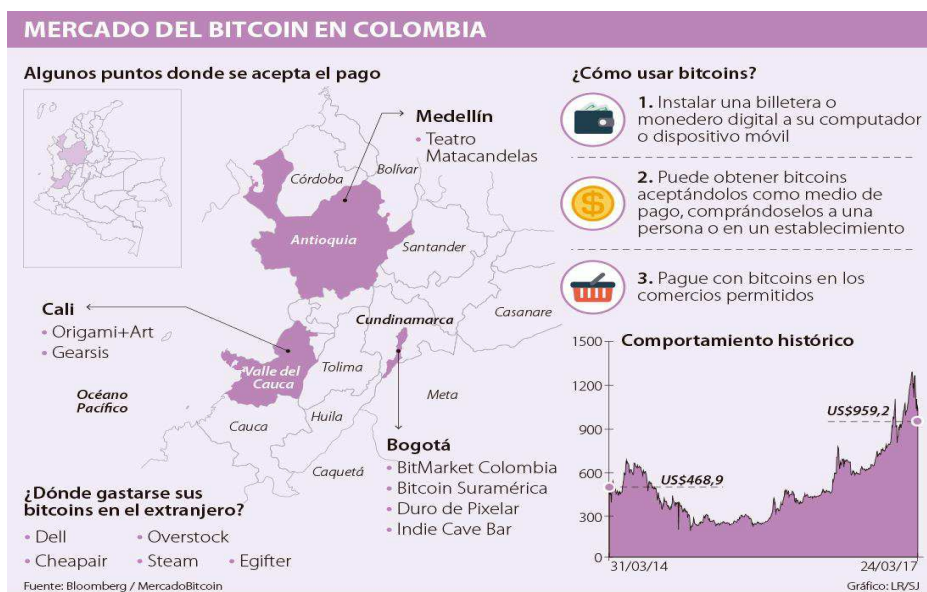 MERCADO DEL BITCOIN EN COLOMBIA
Algunos puntos donde se acepta el pago
Medellín
• Teatro
Matacandelas
Córdoba
Bolívar
Antioquia
Santander
Cali
• Origami+Art
• Gearsis
Cundinamarca
Casanare
Valle del
Cauca
Tolima
Océano
Pacífico
Meta
Cauca
Huila
Caquetá
Bogotá
• BitMarket Colombia
• Bitcoin Suramérica
• Duro de Pixelar
• Indie Cave Bar
¿Dónde gastarse sus
bitcoins en el extranjero?
• Dell
• Overstock
• Cheapair
• Steam
• Egifter
¿Cómo usar bitcoins?
1. Instalar una billetera o
monedero digital a su computador
o dispositivo móvil
2. Puede obtener bitcoins
aceptándolos como medio de
pago, comprándoselos a una
persona o en un establecimiento
3. Pague con bitcoins en los
comercios permitidos
Comportamiento histórico
1500
1200
900
600
300
0
US$959,2
US$468,9
31/03/14
24/03/17
Fuente: Bloomberg / MercadoBitcoin
Gráfico: LR/SJ